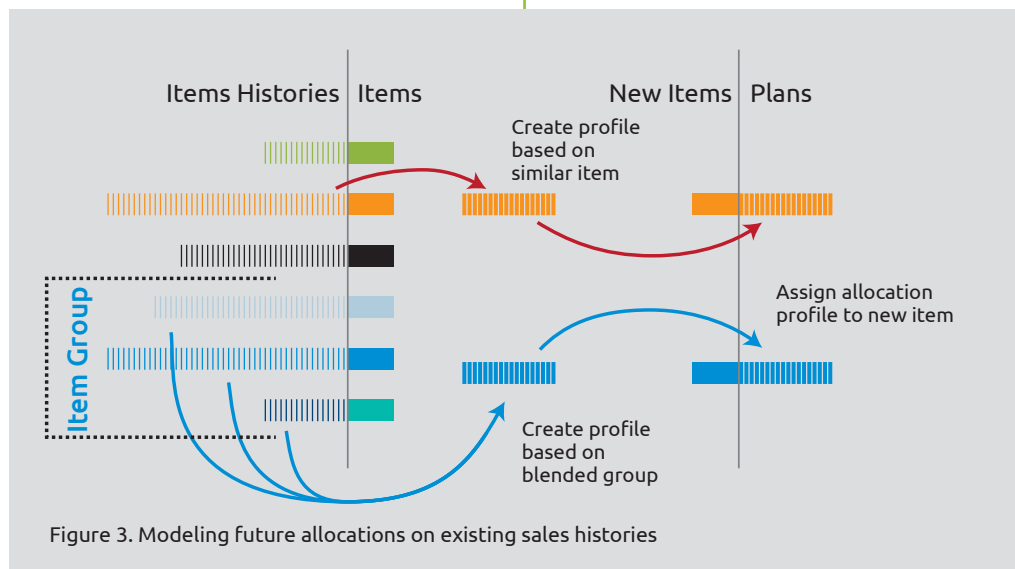 Items Histories
Items
New Items
Plans
Create profile
based on
similar item
Item Group
Assign allocation
profile to new item
Create profile
based on
blended group
Figure 3. Modeling future allocations on existing sales histories